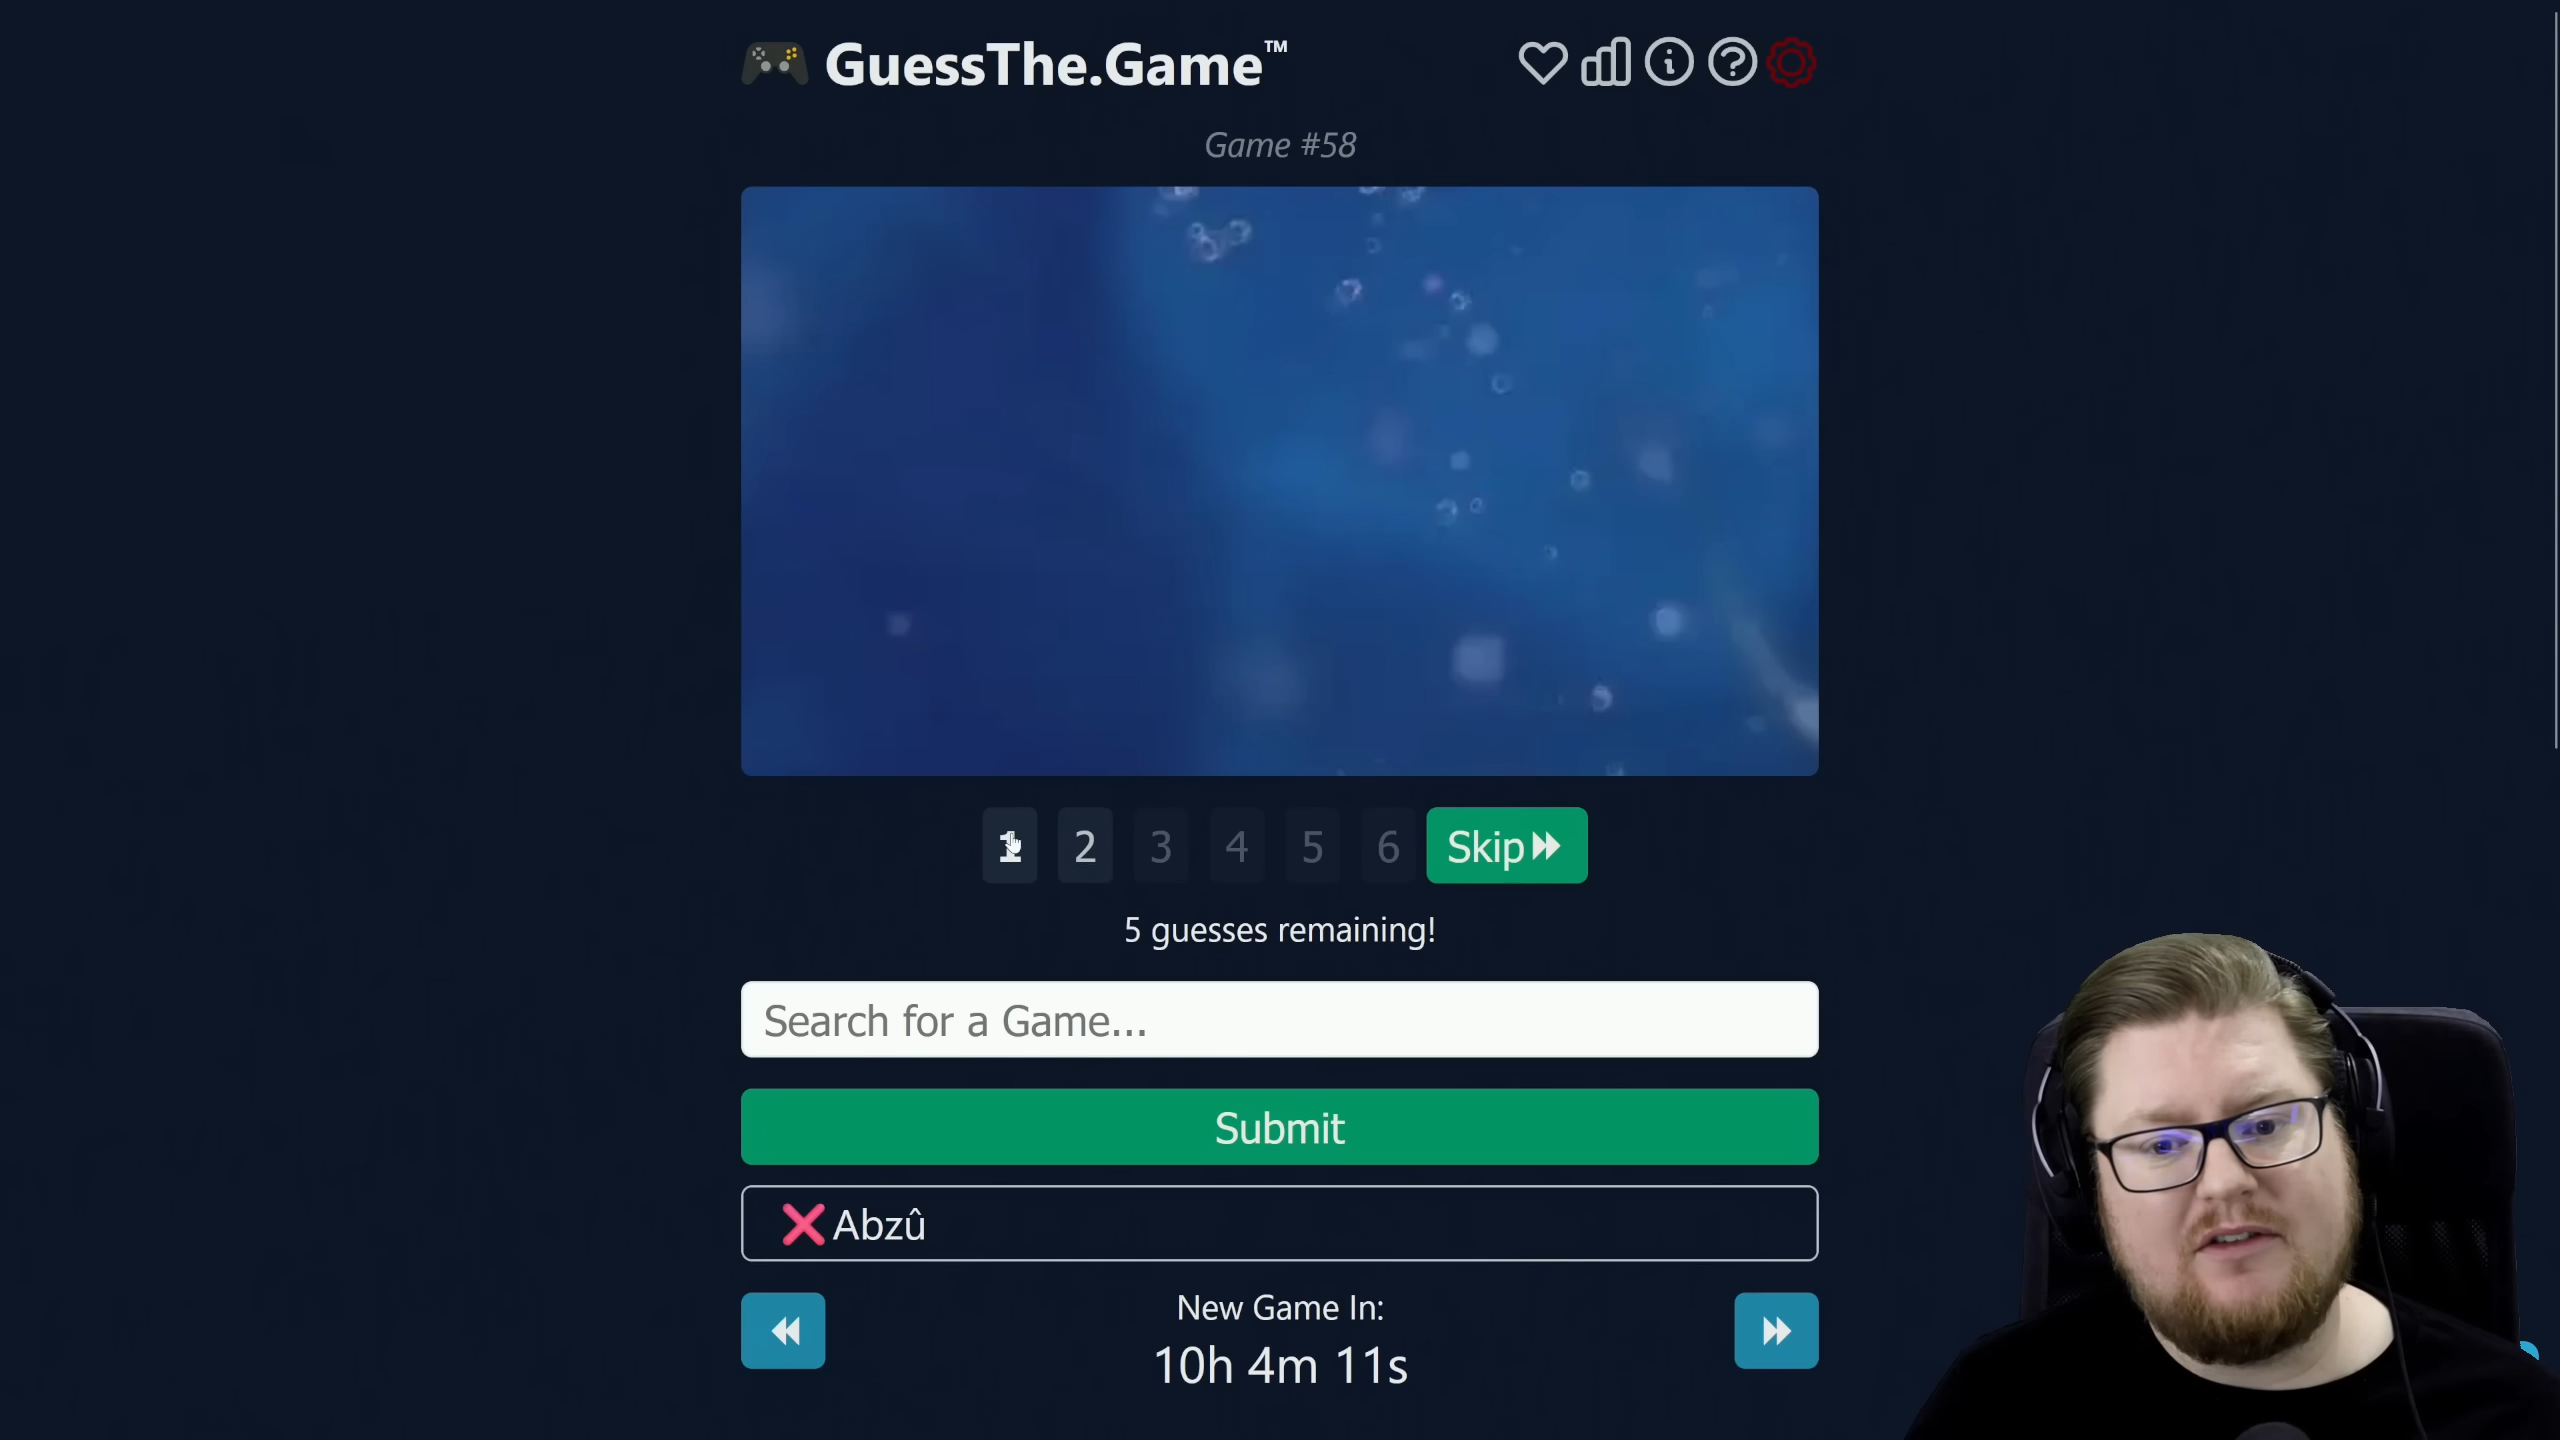 GuessThe.Game™
Game #58
1 2 3 4 5 6 Skip
5 guesses remaining!
Search for a Game...
Submit
Abzû
New Game In:
10h 4m 11s